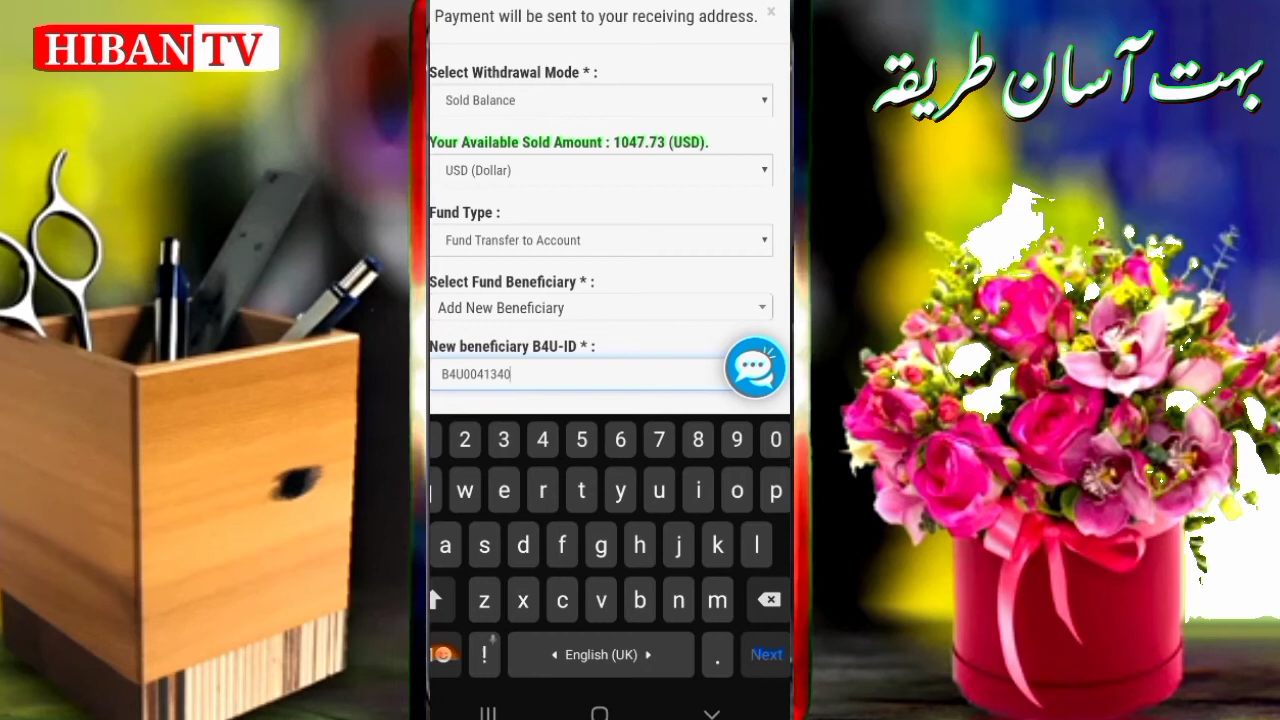 HIBAN TV
بہت آسان طریقہ
Payment will be sent to your receiving address. ×
Select Withdrawal Mode * :
Sold Balance
Your Available Sold Amount : 1047.73 (USD).
USD (Dollar)
Fund Type :
Fund Transfer to Account
Select Fund Beneficiary * :
Add New Beneficiary
New beneficiary B4U-ID * :
B4U0041340
2 3 4 5 6 7 8 9 0
w e r t y u i o p
a s d f g h j k l
z x c v b n m
! English (UK) . Next